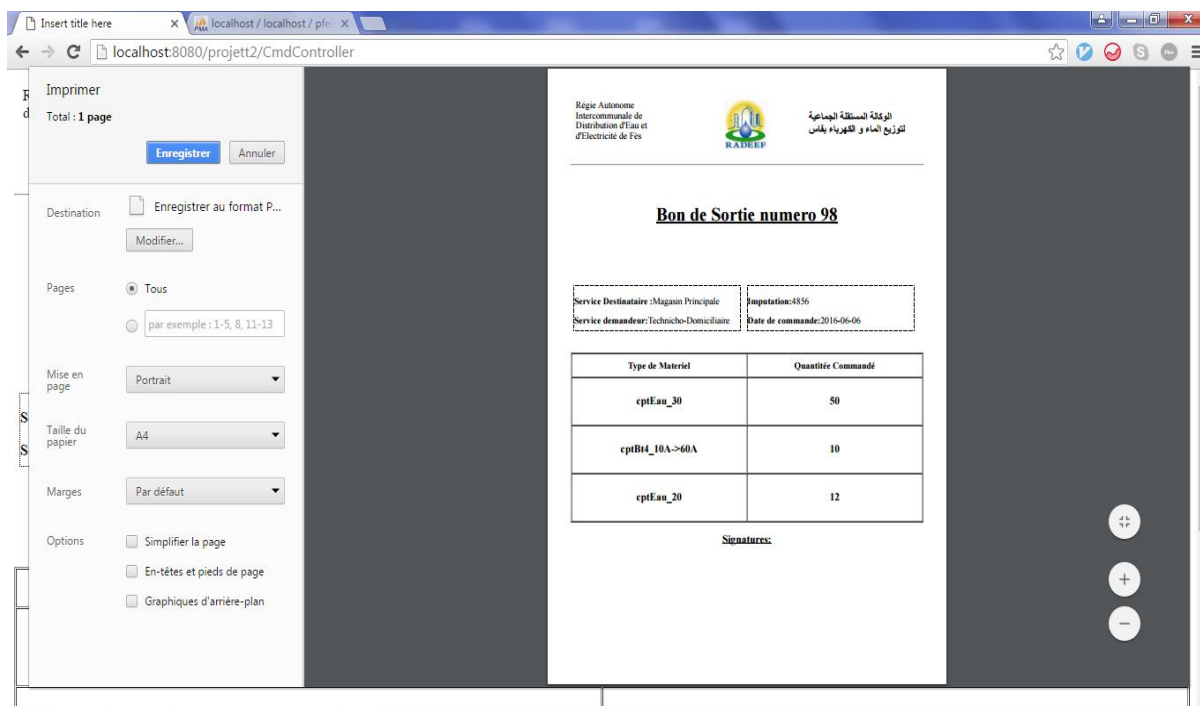 Insert title here
localhost / localhost / pfe
localhost:8080/projett2/CmdController
Imprimer
Total : 1 page
Enregistrer
Annuler
Destination
Enregistrer au format P...
Modifier...
Pages
Tous
par exemple : 1-5, 8, 11-13
Mise en
page
Portrait
Taille du
papier
A4
Marges
Par défaut
Options
Simplifier la page
En-têtes et pieds de page
Graphiques d'arrière-plan
Régie Autonome
Intercommunale de
Distribution d'Eau et
d'Electricité de Fès
RADEEF
الوكالة المستقلة الجماعية
لتوزيع الماء و الكهرباء بفاس
Bon de Sortie numero 98
Service Destinataire :Magasin Principale
Service demandeur:Technicho-Domiciliaire
Imputation:4856
Date de commande:2016-06-06
Type de Materiel
Quantitée Commandé
cptEau_30
50
cptBt4_10A->60A
10
cptEau_20
12
Signatures: